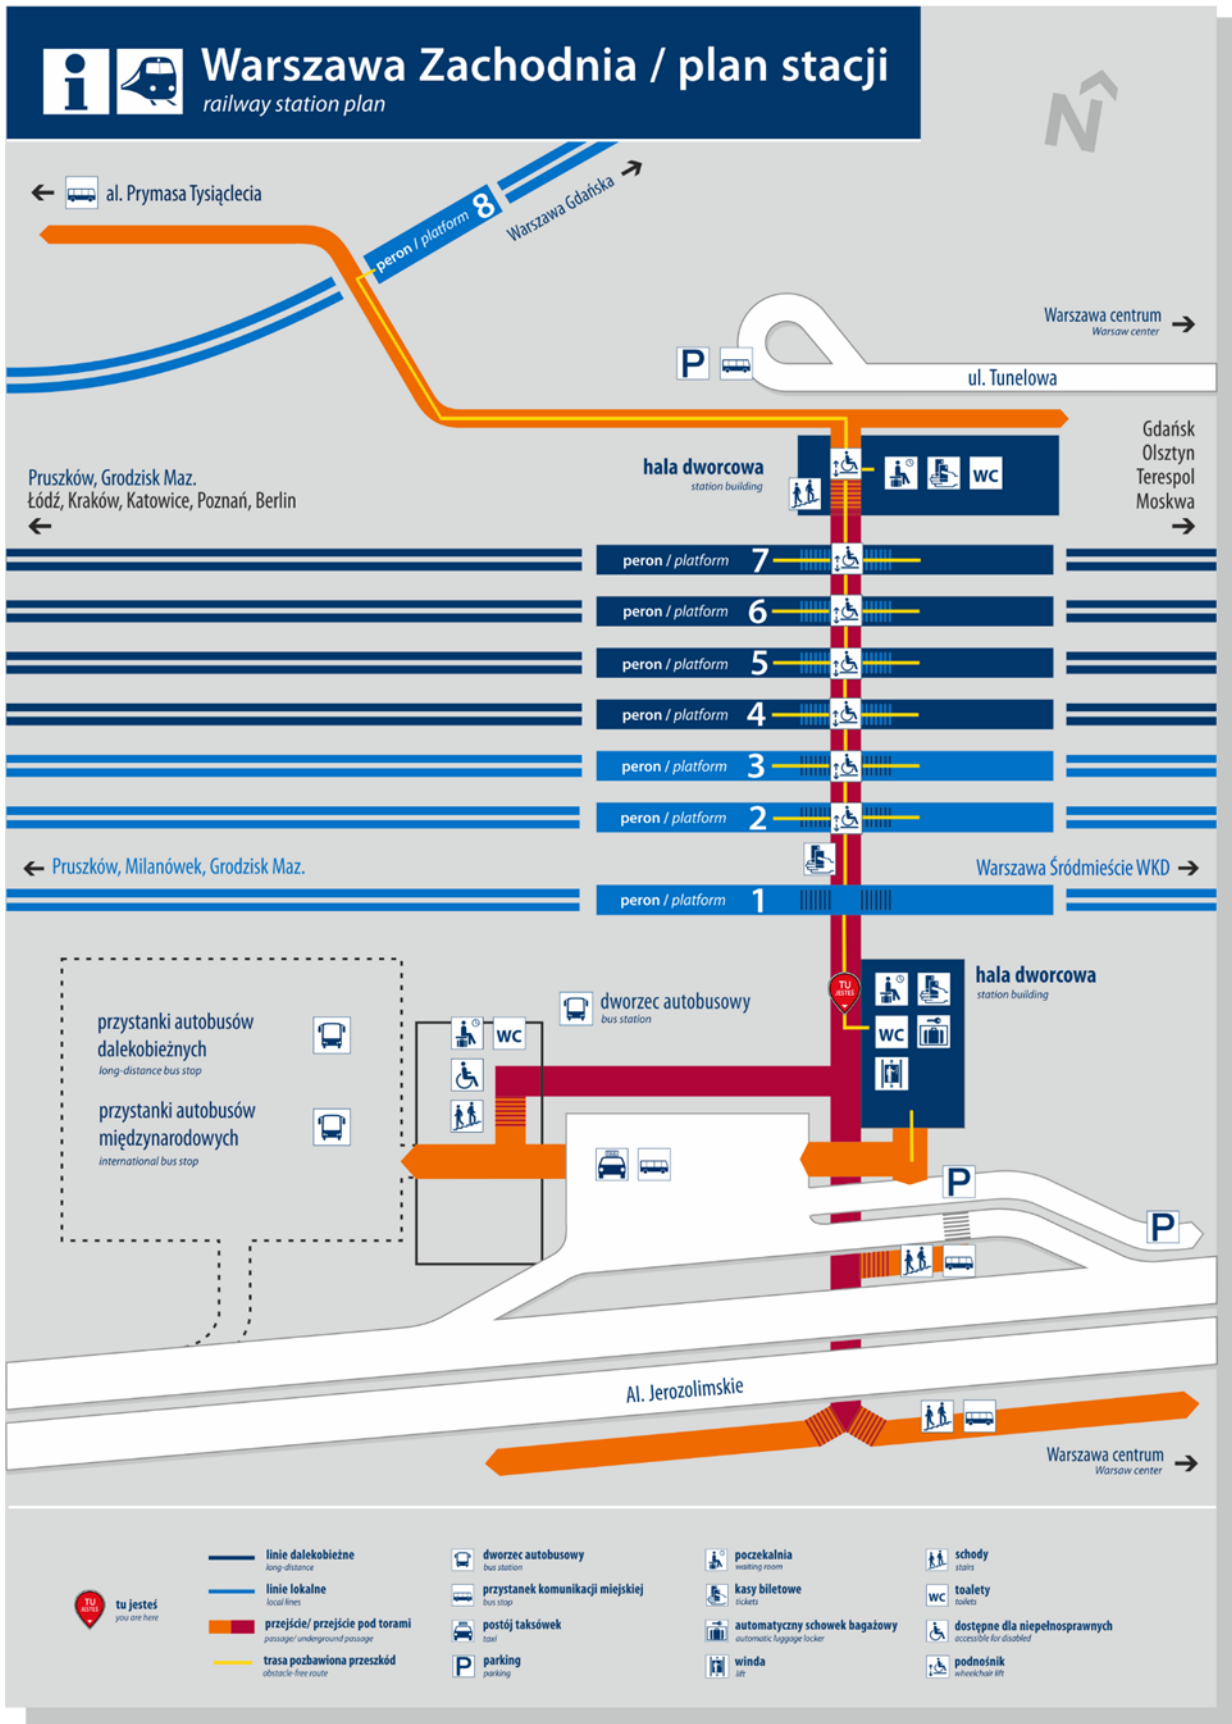 Warszawa Zachodnia / plan stacji
railway station plan
N
al. Prymasa Tysiąclecia
peron / platform 8
Warszawa Gdańska
Warszawa centrum
Warsaw center
P
ul. Tunelowa
Gdańsk
Olsztyn
Terespol
Moskwa
hala dworcowa
station building
WC
Pruszków, Grodzisk Maz.
Łódź, Kraków, Katowice, Poznań, Berlin
peron / platform 7
peron / platform 6
peron / platform 5
peron / platform 4
peron / platform 3
peron / platform 2
Pruszków, Milanówek, Grodzisk Maz.
Warszawa Śródmieście WKD
peron / platform 1
hala dworcowa
station building
TU
JESTEŚ
WC
dworzec autobusowy
bus station
WC
przystanki autobusów
dalekobieżnych
long-distance bus stop
przystanki autobusów
międzynarodowych
international bus stop
P
P
Al. Jerozolimskie
Warszawa centrum
Warsaw center
TU
JESTEŚ
tu jesteś
you are here
linie dalekobieżne
long-distance
linie lokalne
local lines
przejście/ przejście pod torami
passage/ underground passage
trasa pozbawiona przeszkód
obstacle-free route
dworzec autobusowy
bus station
przystanek komunikacji miejskiej
bus stop
postój taksówek
taxi
P
parking
parking
poczekalnia
waiting room
kasy biletowe
tickets
automatyczny schowek bagażowy
automatic luggage locker
winda
lift
schody
stairs
WC
toalety
toilets
dostępne dla niepełnosprawnych
accessible for disabled
podnośnik
wheelchair lift